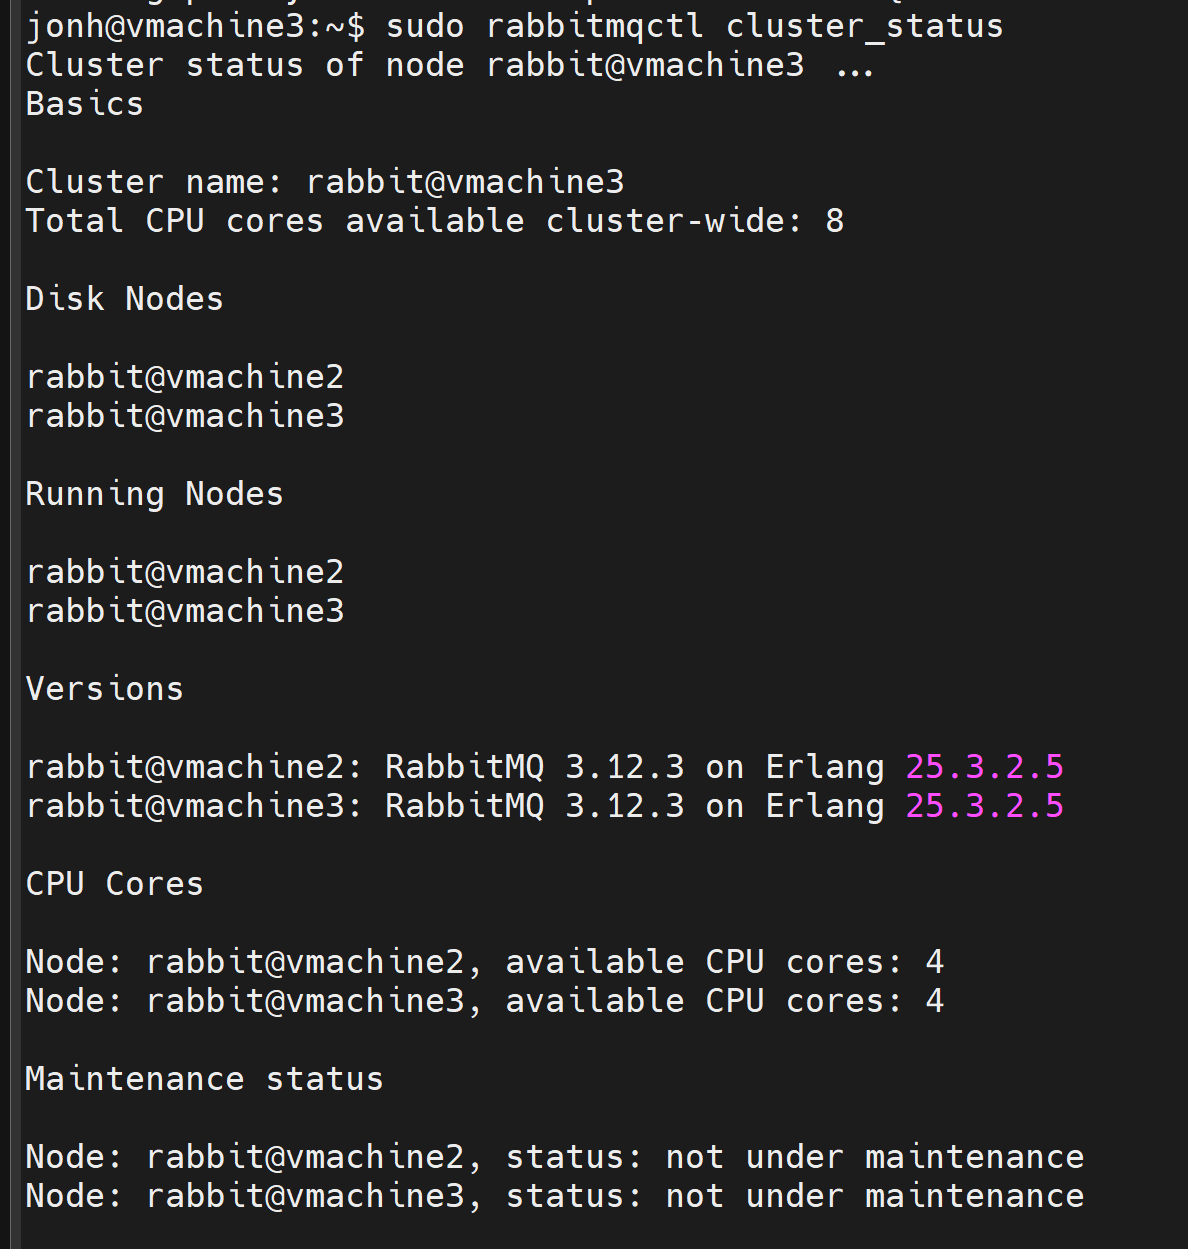 jonh@vmachine3:~$ sudo rabbitmqctl cluster_status
Cluster status of node rabbit@vmachine3 ...
Basics
Cluster name: rabbit@vmachine3
Total CPU cores available cluster-wide: 8
Disk Nodes
rabbit@vmachine2
rabbit@vmachine3
Running Nodes
rabbit@vmachine2
rabbit@vmachine3
Versions
rabbit@vmachine2: RabbitMQ 3.12.3 on Erlang 25.3.2.5
rabbit@vmachine3: RabbitMQ 3.12.3 on Erlang 25.3.2.5
CPU Cores
Node: rabbit@vmachine2, available CPU cores: 4
Node: rabbit@vmachine3, available CPU cores: 4
Maintenance status
Node: rabbit@vmachine2, status: not under maintenance
Node: rabbit@vmachine3, status: not under maintenance